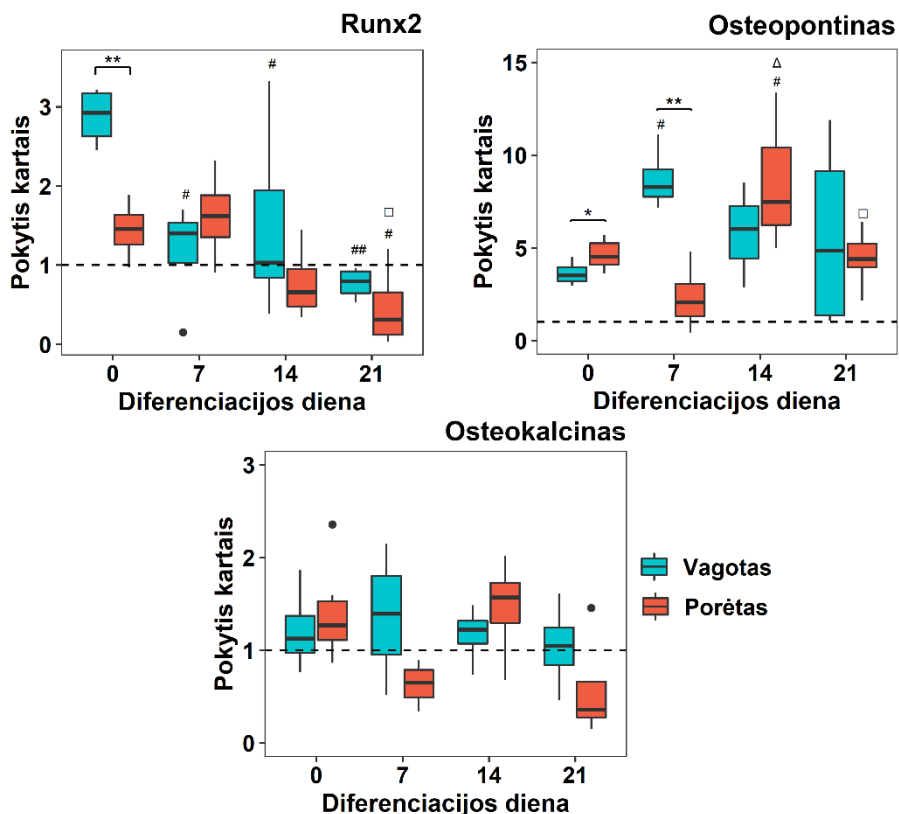 Runx2
Pokytis kartais
3
2
1
0
**
#
#
##
□
#
0 7 14 21
Diferenciacijos diena
Osteopontinas
Pokytis kartais
15
10
5
0
*
#
**
Δ
#
□
0 7 14 21
Diferenciacijos diena
Osteokalcinas
Pokytis kartais
3
2
1
0
0 7 14 21
Diferenciacijos diena
Vagotas
Porėtas